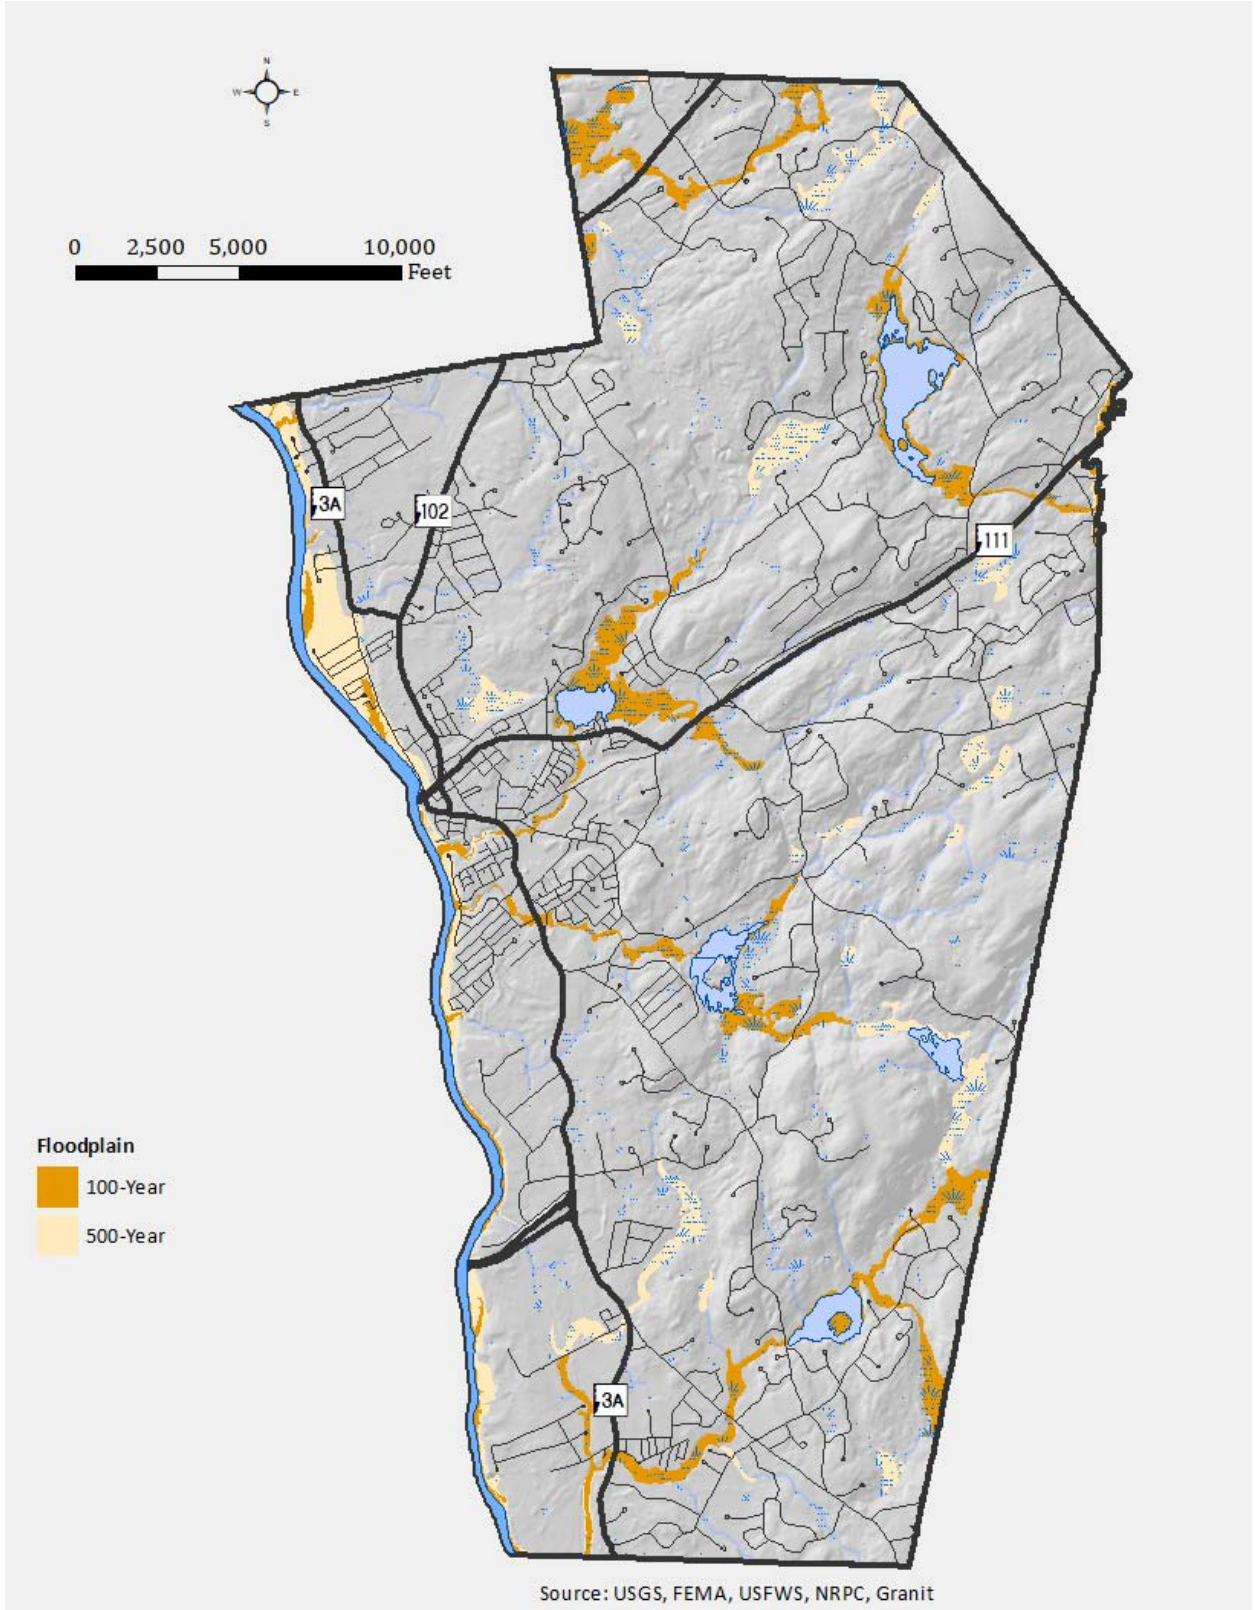 N
W E
S
0 2,500 5,000 10,000
Feet
3A
102
111
Floodplain
100-Year
500-Year
3A
Source: USGS, FEMA, USFWS, NRPC, Granit